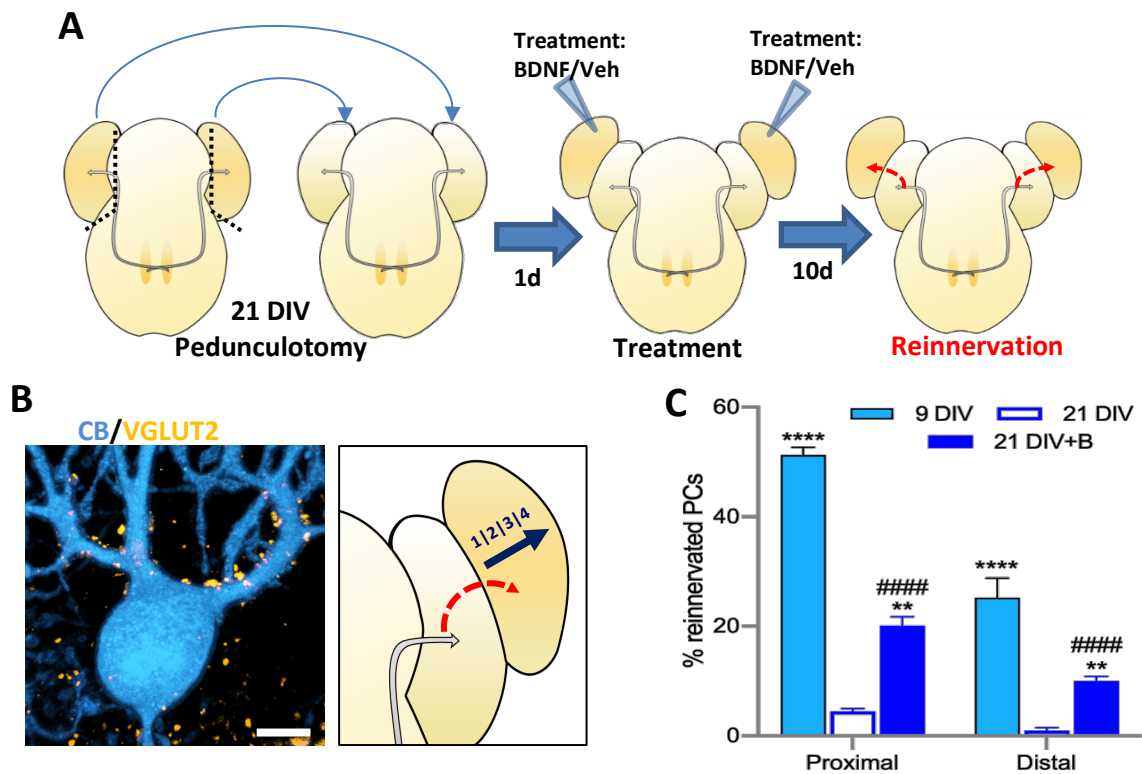 A
Treatment:
BDNF/Veh
Treatment:
BDNF/Veh
21 DIV
Pedunculotomy
1d
Treatment
10d
Reinnervation
B
CB/VGLUT2
1|2|3|4
C
9 DIV
21 DIV
21 DIV+B
% reinnervated PCs
60
40
20
0
****
####
**
****
####
**
Proximal
Distal